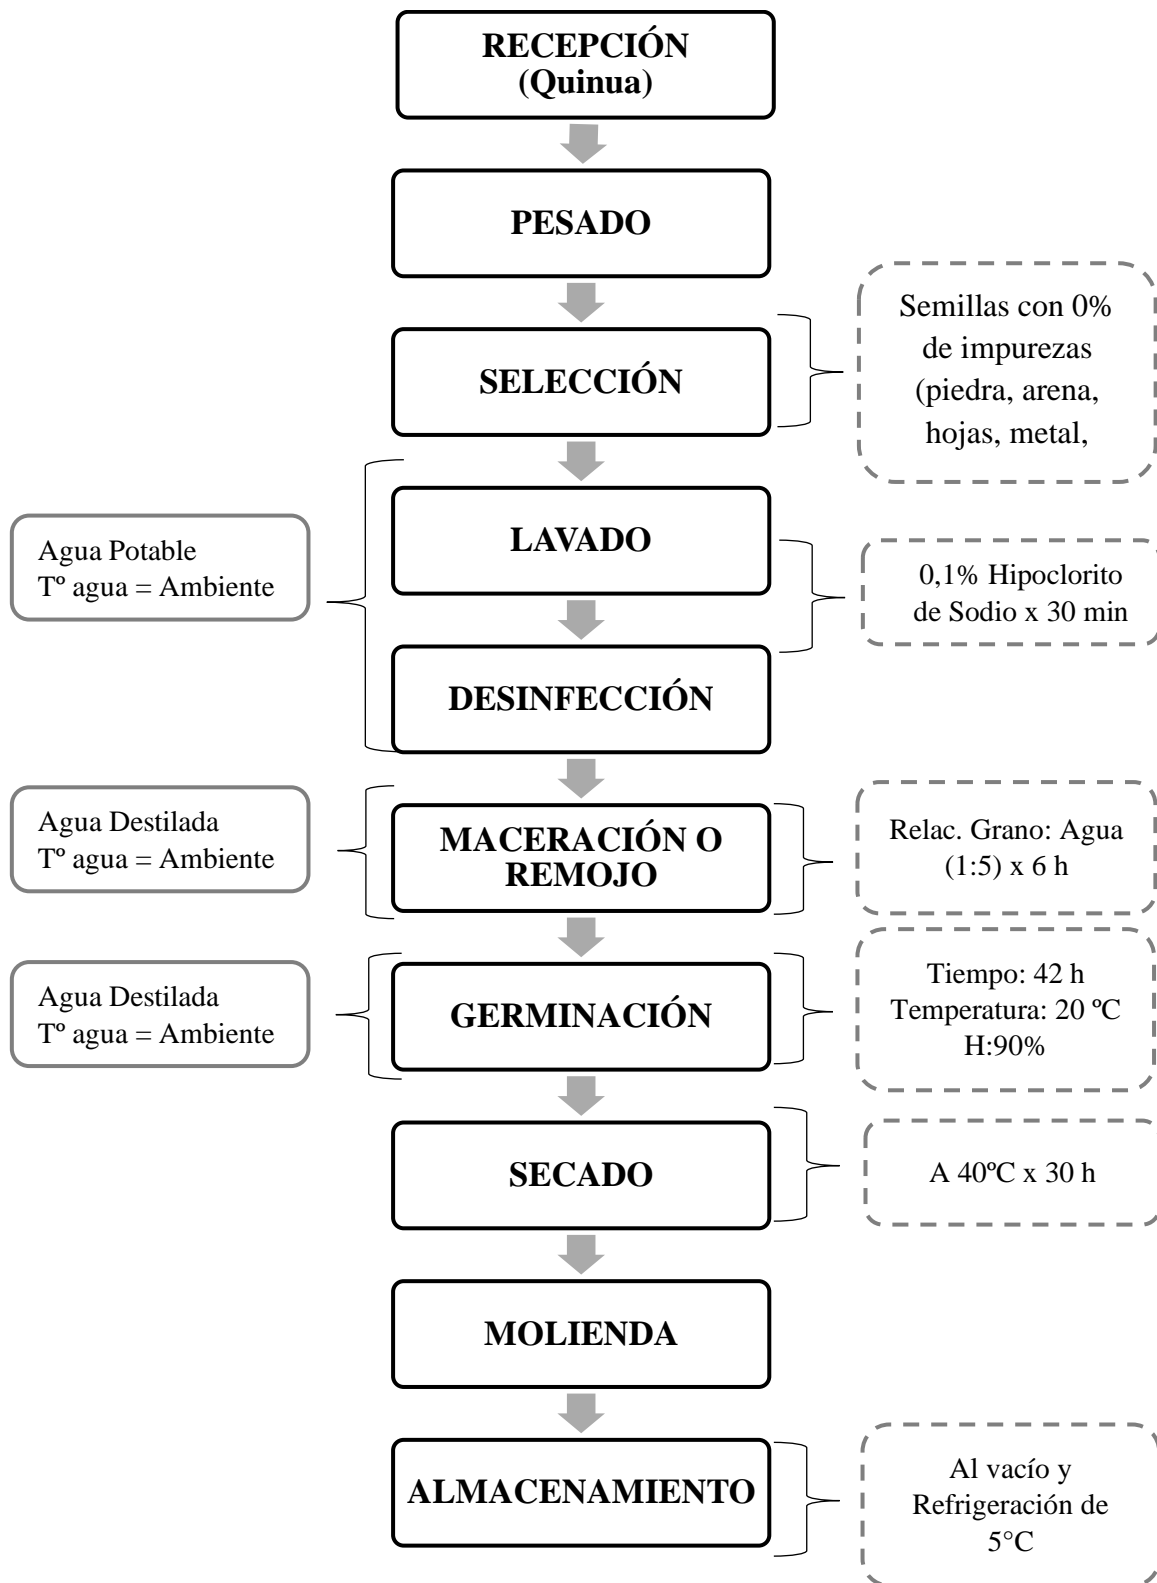 RECEPCIÓN
(Quinua)
PESADO
SELECCIÓN
Semillas con 0%
de impurezas
(piedra, arena,
hojas, metal,
LAVADO
Agua Potable
Tº agua = Ambiente
0,1% Hipoclorito
de Sodio x 30 min
DESINFECCIÓN
Agua Destilada
Tº agua = Ambiente
MACERACIÓN O
REMOJO
Relac. Grano: Agua
(1:5) x 6 h
Agua Destilada
Tº agua = Ambiente
GERMINACIÓN
Tiempo: 42 h
Temperatura: 20 ºC
H:90%
SECADO
A 40ºC x 30 h
MOLIENDA
ALMACENAMIENTO
Al vacío y
Refrigeración de
5°C